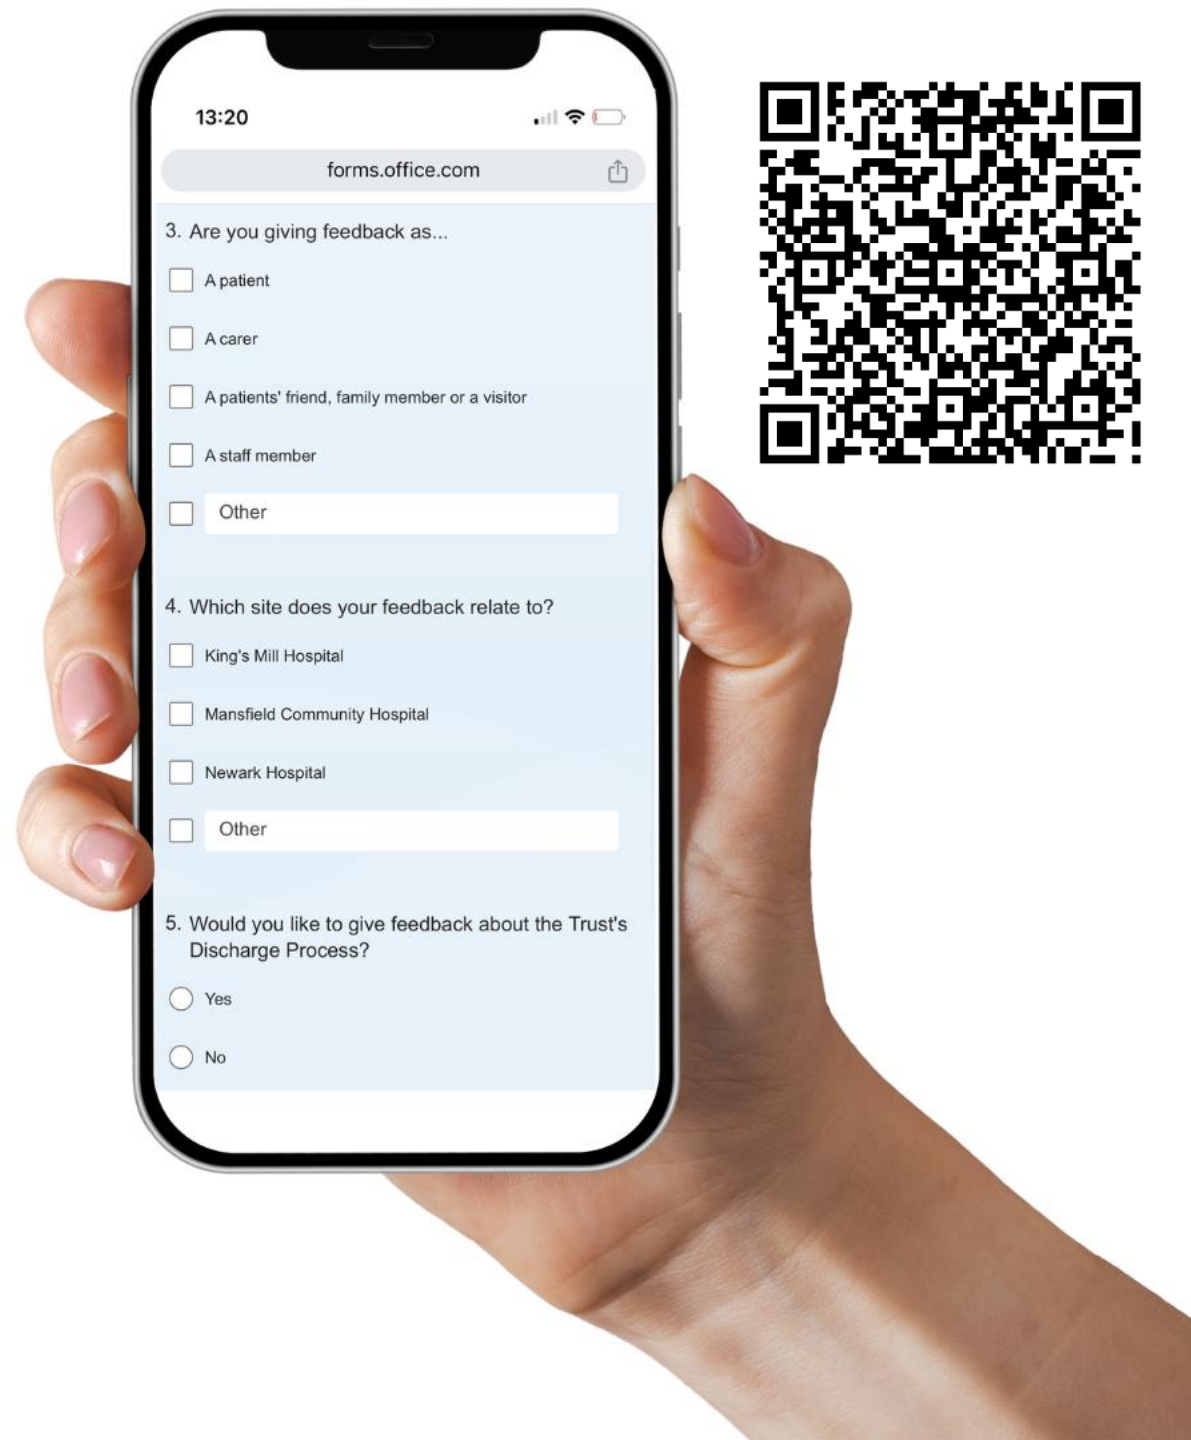 13:20
forms.office.com
3. Are you giving feedback as...
A patient
A carer
A patients' friend, family member or a visitor
A staff member
Other
4. Which site does your feedback relate to?
King's Mill Hospital
Mansfield Community Hospital
Newark Hospital
Other
5. Would you like to give feedback about the Trust's
Discharge Process?
Yes
No